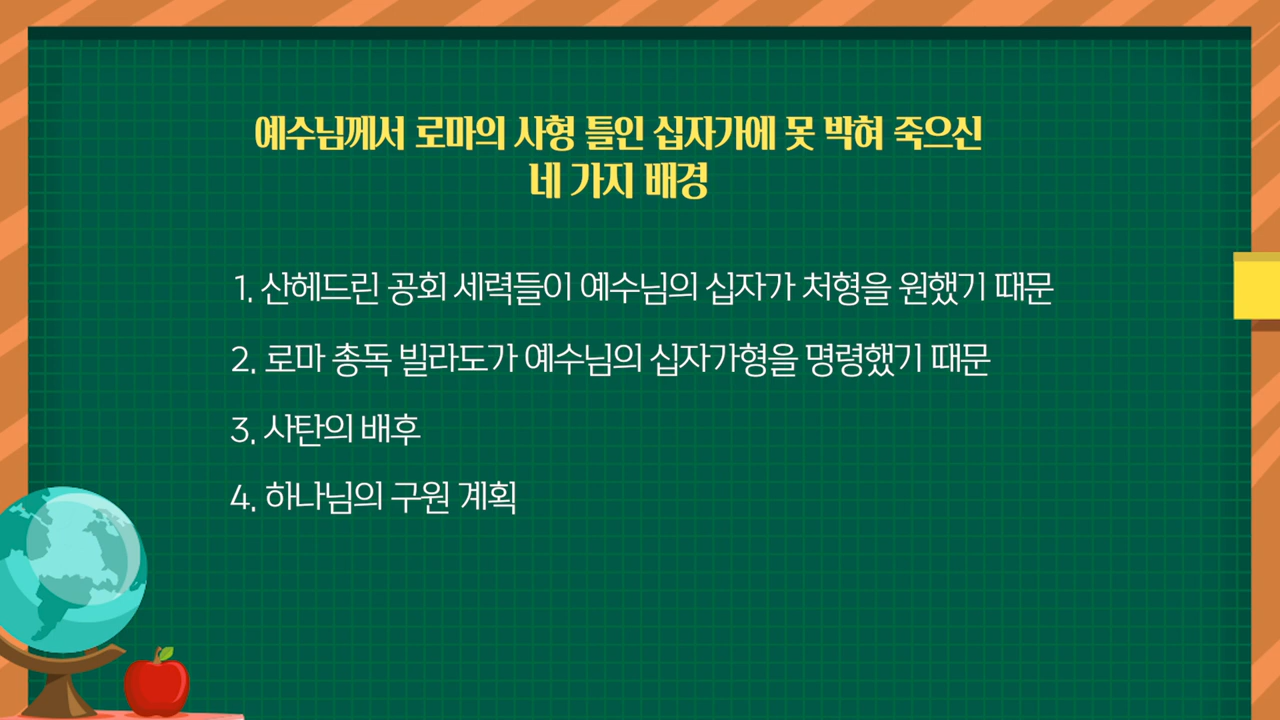 예수님께서 로마의 사형 틀인 십자가에 못 박혀 죽으신
네 가지 배경
1. 산헤드린 공회 세력들이 예수님의 십자가 처형을 원했기 때문
2. 로마 총독 빌라도가 예수님의 십자가형을 명령했기 때문
3. 사탄의 배후
4. 하나님의 구원 계획